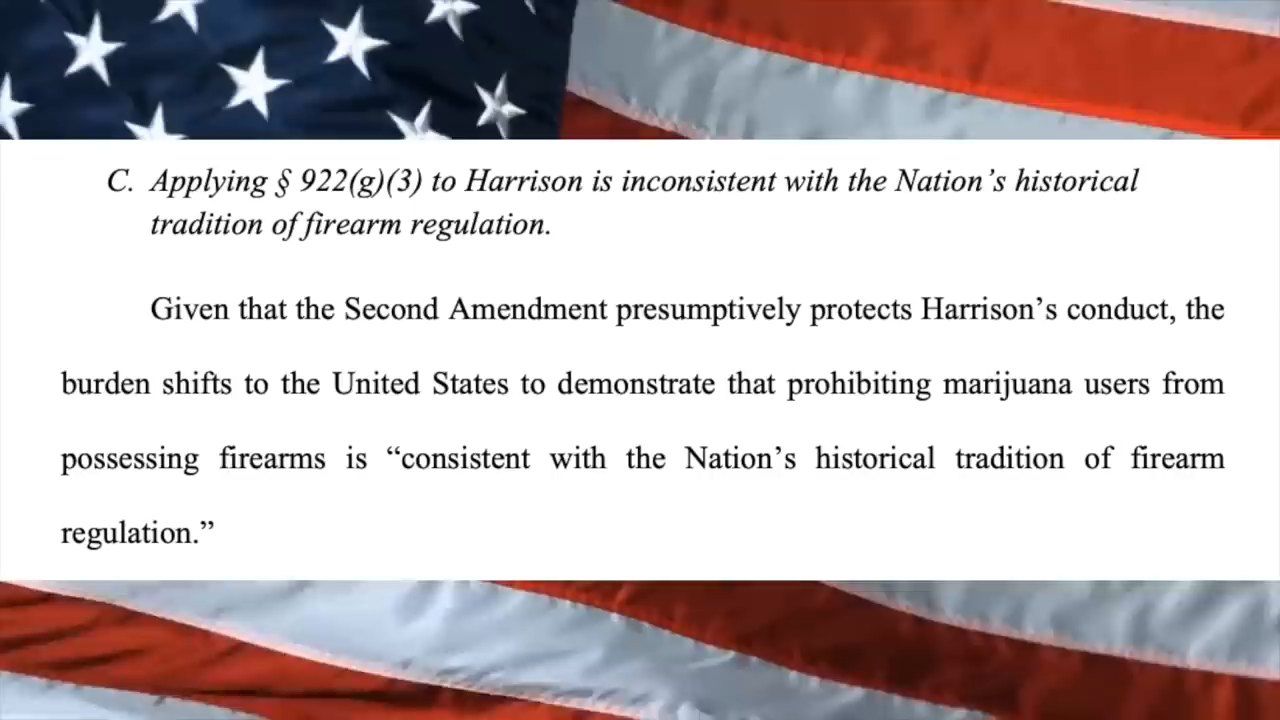 C. Applying § 922(g)(3) to Harrison is inconsistent with the Nation’s historical
tradition of firearm regulation.
Given that the Second Amendment presumptively protects Harrison’s conduct, the
burden shifts to the United States to demonstrate that prohibiting marijuana users from
possessing firearms is “consistent with the Nation’s historical tradition of firearm
regulation.”